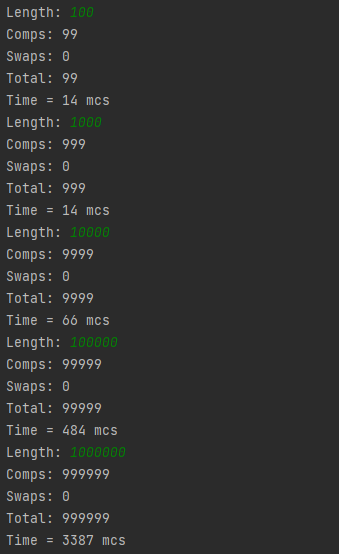 Length: 100
Comps: 99
Swaps: 0
Total: 99
Time = 14 mcs
Length: 1000
Comps: 999
Swaps: 0
Total: 999
Time = 14 mcs
Length: 10000
Comps: 9999
Swaps: 0
Total: 9999
Time = 66 mcs
Length: 100000
Comps: 99999
Swaps: 0
Total: 99999
Time = 484 mcs
Length: 1000000
Comps: 999999
Swaps: 0
Total: 999999
Time = 3387 mcs